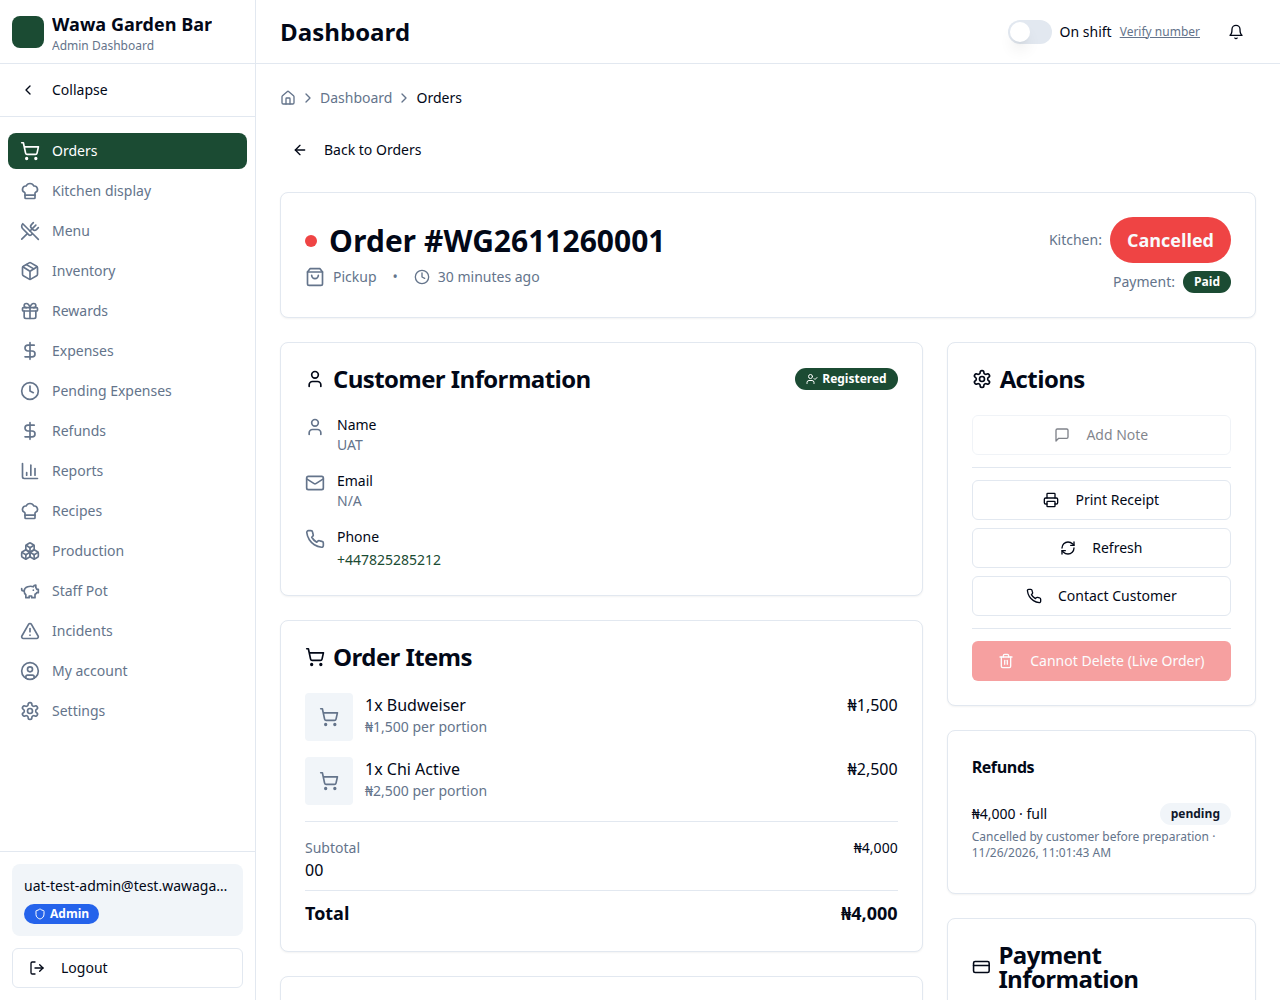 Wawa Garden Bar
Admin Dashboard
Collapse
Orders
Kitchen display
Menu
Inventory
Rewards
Expenses
Pending Expenses
Refunds
Reports
Recipes
Production
Staff Pot
Incidents
My account
Settings
uat-test-admin@test.wawaga...
Admin
Logout
Dashboard
On shift
Verify number
Dashboard
Orders
Back to Orders
Order #WG2611260001
Pickup • 30 minutes ago
Kitchen: Cancelled
Payment: Paid
Customer Information
Registered
Name
UAT
Email
N/A
Phone
+447825285212
Order Items
1x Budweiser ₦1,500
₦1,500 per portion
1x Chi Active ₦2,500
₦2,500 per portion
Subtotal ₦4,000
00
Total ₦4,000
Actions
Add Note
Print Receipt
Refresh
Contact Customer
Cannot Delete (Live Order)
Refunds
₦4,000 · full pending
Cancelled by customer before preparation ·
11/26/2026, 11:01:43 AM
Payment
Information